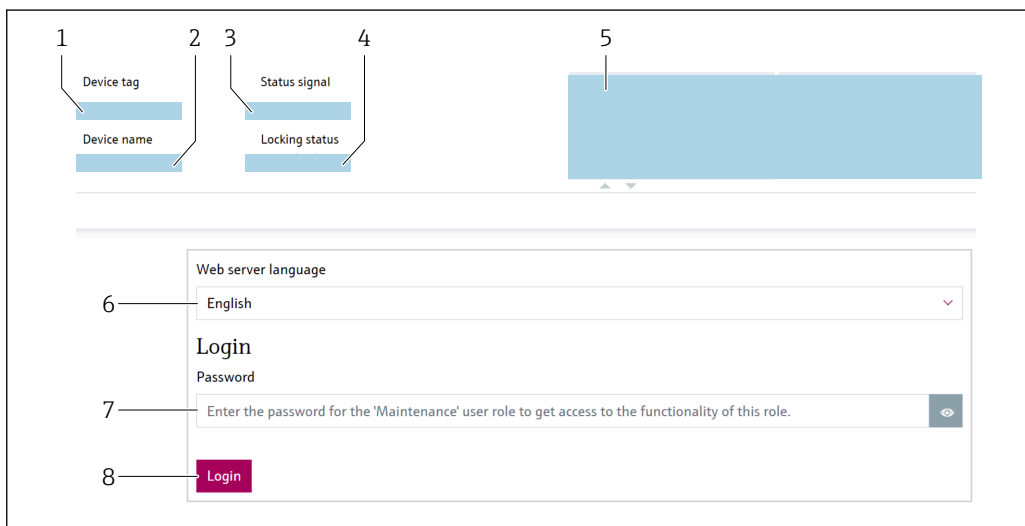 1 2 3 4 5
Device tag Status signal
Device name Locking status
Web server language
6 English
Login
Password
7 Enter the password for the 'Maintenance' user role to get access to the functionality of this role.
8 Login